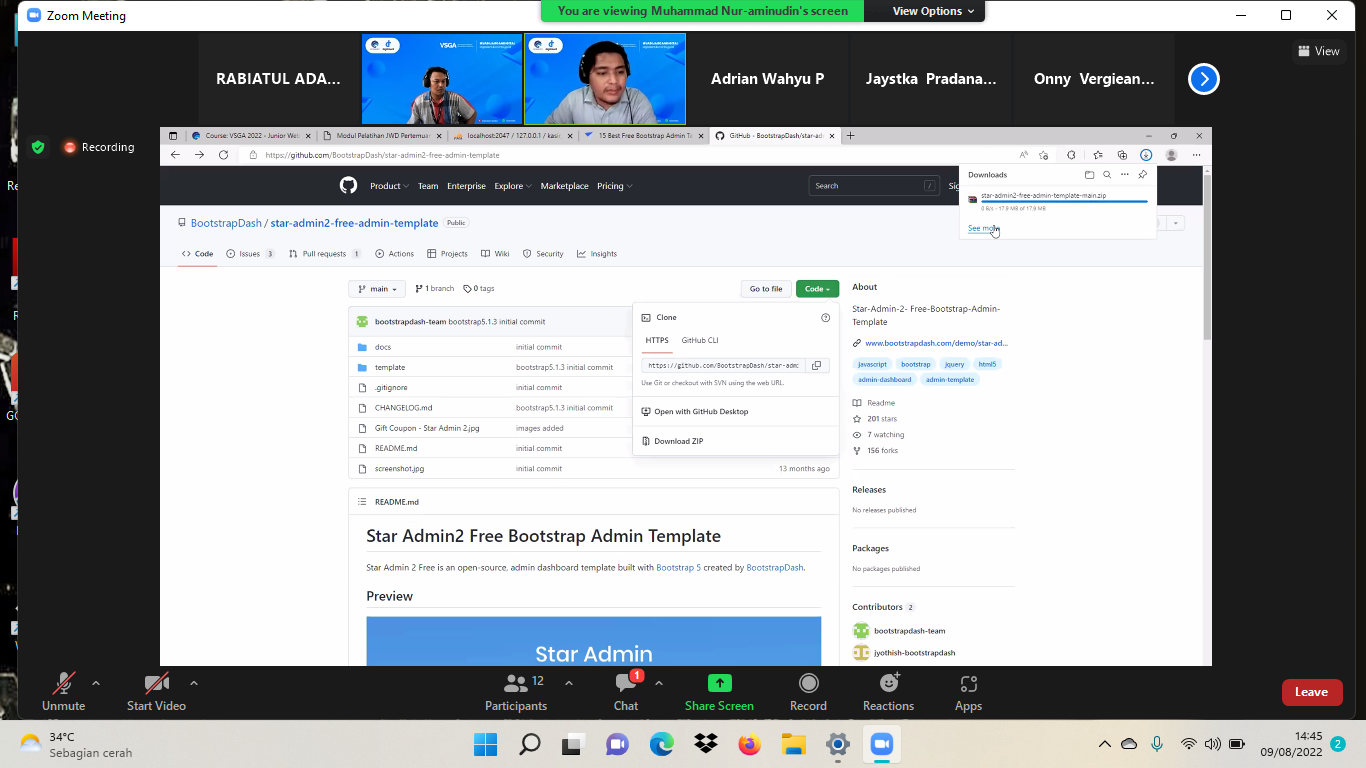 Zoom Meeting
You are viewing Muhammad Nur-aminudin's screen
View Options
RABIATUL ADA...
VSGA
VSGA
Adrian Wahyu P
Jaystka Pradana...
Onny Vergiean...
View
Recording
Course: VSGA 2022 - Junior Web
Modul Pelatihan JWD Pertemuan
localhost:2047 / 127.0.0.1 / kasi
15 Best Free Bootstrap Admin Te
GitHub - BootstrapDash/star-adm
https://github.com/BootstrapDash/star-admin2-free-admin-template
Product
Team
Enterprise
Explore
Marketplace
Pricing
Search
/
Sig
Downloads
star-admin2-free-admin-template-main.zip
0 B/s - 17.9 MB of 17.9 MB
See more
BootstrapDash / star-admin2-free-admin-template
Public
Code
Issues 3
Pull requests 1
Actions
Projects
Wiki
Security
Insights
main
1 branch
0 tags
Go to file
Code
bootstrapdash-team bootstrap5.1.3 initial commit
docs initial commit
template bootstrap5.1.3 initial commit
.gitignore initial commit
CHANGELOG.md bootstrap5.1.3 initial commit
Gift Coupon - Star Admin 2.jpg images added
README.md initial commit
screenshot.jpg initial commit 13 months ago
Clone
HTTPS GitHub CLI
https://github.com/BootstrapDash/star-adm
Use Git or checkout with SVN using the web URL.
Open with GitHub Desktop
Download ZIP
About
Star-Admin-2- Free-Bootstrap-Admin-
Template
www.bootstrapdash.com/demo/star-ad...
javascript bootstrap jquery html5
admin-dashboard admin-template
Readme
201 stars
7 watching
156 forks
Releases
No releases published
Packages
No packages published
Contributors 2
bootstrapdash-team
jyothish-bootstrapdash
README.md
Star Admin2 Free Bootstrap Admin Template
Star Admin 2 Free is an open-source, admin dashboard template built with Bootstrap 5 created by BootstrapDash.
Preview
Star Admin
Unmute
Start Video
Participants 12
Chat 1
Share Screen
Record
Reactions
Apps
Leave
34°C
Sebagian cerah
14:45
09/08/2022
2